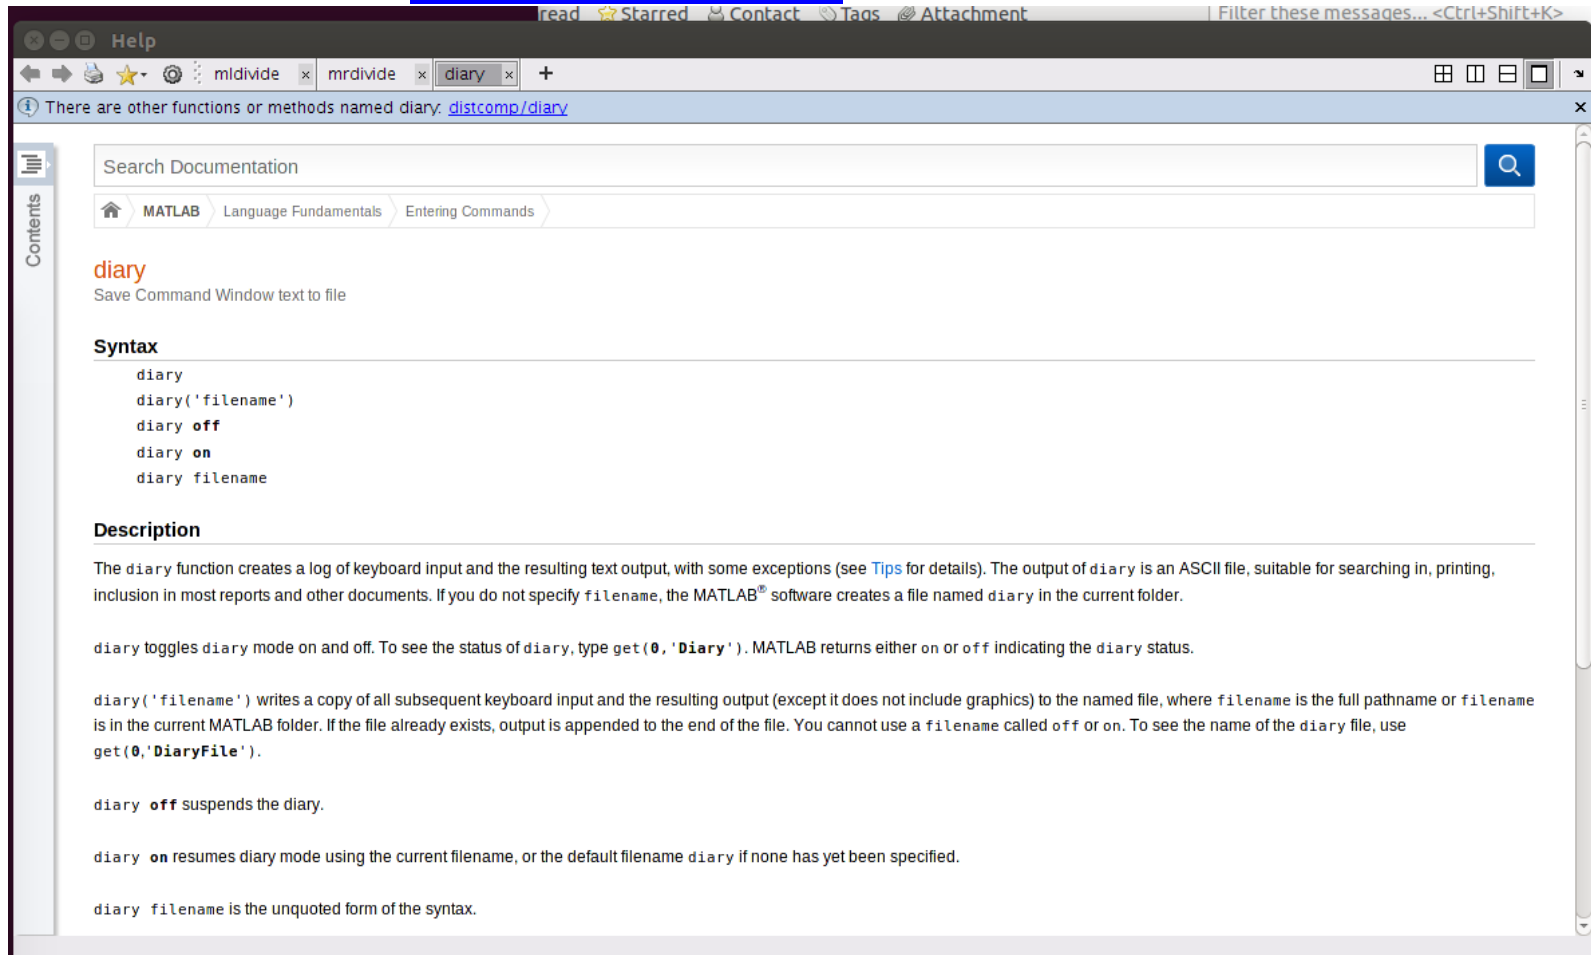 read Starred Contact Tags Attachment Filter these messages... <Ctrl+Shift+K>
Help
mldivide x mrdivide x diary x +
There are other functions or methods named diary: distcomp/diary
Contents
Search Documentation
MATLAB Language Fundamentals Entering Commands
diary
Save Command Window text to file
Syntax
diary
diary('filename')
diary off
diary on
diary filename
Description
The diary function creates a log of keyboard input and the resulting text output, with some exceptions (see Tips for details). The output of diary is an ASCII file, suitable for searching in, printing,
inclusion in most reports and other documents. If you do not specify filename, the MATLAB® software creates a file named diary in the current folder.
diary toggles diary mode on and off. To see the status of diary, type get(0,'Diary'). MATLAB returns either on or off indicating the diary status.
diary('filename') writes a copy of all subsequent keyboard input and the resulting output (except it does not include graphics) to the named file, where filename is the full pathname or filename
is in the current MATLAB folder. If the file already exists, output is appended to the end of the file. You cannot use a filename called off or on. To see the name of the diary file, use
get(0,'DiaryFile').
diary off suspends the diary.
diary on resumes diary mode using the current filename, or the default filename diary if none has yet been specified.
diary filename is the unquoted form of the syntax.